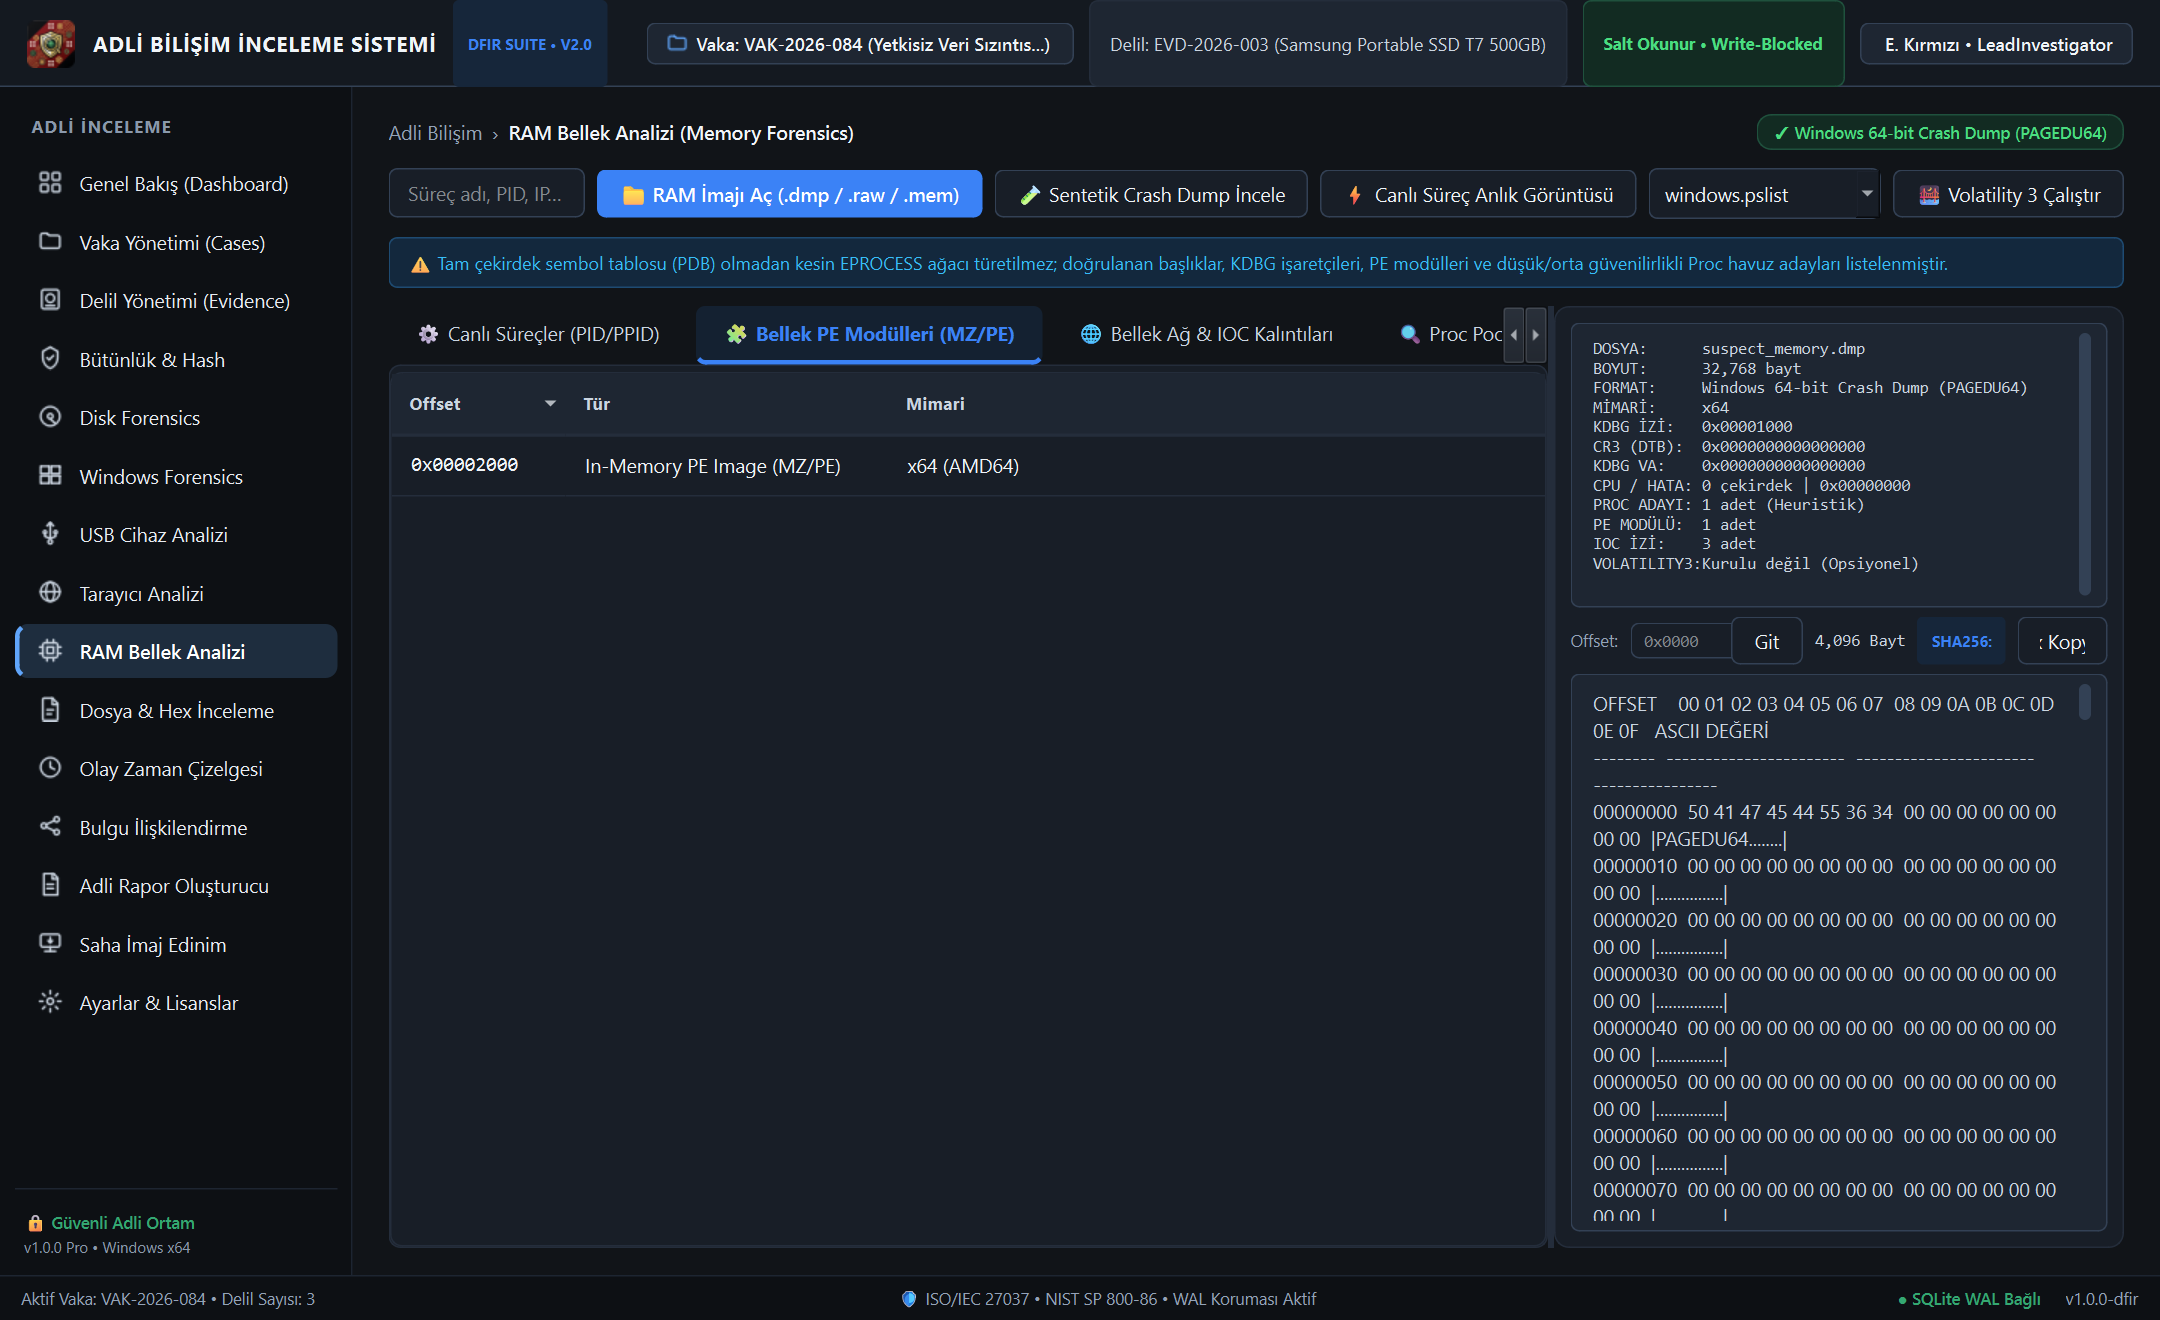 ADLİ BİLİŞİM İNCELEME SİSTEMİ
DFIR SUITE • V2.0
Vaka: VAK-2026-084 (Yetkisiz Veri Sızıntıs...)
Delil: EVD-2026-003 (Samsung Portable SSD T7 500GB)
Salt Okunur • Write-Blocked
E. Kırmızı • LeadInvestigator
ADLİ İNCELEME
Genel Bakış (Dashboard)
Vaka Yönetimi (Cases)
Delil Yönetimi (Evidence)
Bütünlük & Hash
Disk Forensics
Windows Forensics
USB Cihaz Analizi
Tarayıcı Analizi
RAM Bellek Analizi
Dosya & Hex İnceleme
Olay Zaman Çizelgesi
Bulgu İlişkilendirme
Adli Rapor Oluşturucu
Saha İmaj Edinim
Ayarlar & Lisanslar
Güvenli Adli Ortam
v1.0.0 Pro • Windows x64
Adli Bilişim › RAM Bellek Analizi (Memory Forensics)
✓ Windows 64-bit Crash Dump (PAGEDU64)
Süreç adı, PID, IP...
RAM İmajı Aç (.dmp / .raw / .mem)
Sentetik Crash Dump İncele
Canlı Süreç Anlık Görüntüsü
windows.pslist
Volatility 3 Çalıştır
Tam çekirdek sembol tablosu (PDB) olmadan kesin EPROCESS ağacı türetilmez; doğrulanan başlıklar, KDBG işaretçileri, PE modülleri ve düşük/orta güvenilirlikli Proc havuz adayları listelenmiştir.
Canlı Süreçler (PID/PPID)
Bellek PE Modülleri (MZ/PE)
Bellek Ağ & IOC Kalıntıları
Proc Poc
Offset Tür Mimari
0x00002000 In-Memory PE Image (MZ/PE) x64 (AMD64)
DOSYA: suspect_memory.dmp
BOYUT: 32,768 bayt
FORMAT: Windows 64-bit Crash Dump (PAGEDU64)
MİMARİ: x64
KDBG İZİ: 0x00001000
CR3 (DTB): 0x0000000000000000
KDBG VA: 0x0000000000000000
CPU / HATA: 0 çekirdek | 0x00000000
PROC ADAYI: 1 adet (Heuristik)
PE MODÜLÜ: 1 adet
IOC İZİ: 3 adet
VOLATILITY3:Kurulu değil (Opsiyonel)
Offset: 0x0000 Git 4,096 Bayt SHA256: Kopy
OFFSET 00 01 02 03 04 05 06 07 08 09 0A 0B 0C 0D
0E 0F ASCII DEĞERİ
-------- ----------------------- -----------------------
----------------
00000000 50 41 47 45 44 55 36 34 00 00 00 00 00 00
00 00 |PAGEDU64........|
00000010 00 00 00 00 00 00 00 00 00 00 00 00 00 00
00 00 |................|
00000020 00 00 00 00 00 00 00 00 00 00 00 00 00 00
00 00 |................|
00000030 00 00 00 00 00 00 00 00 00 00 00 00 00 00
00 00 |................|
00000040 00 00 00 00 00 00 00 00 00 00 00 00 00 00
00 00 |................|
00000050 00 00 00 00 00 00 00 00 00 00 00 00 00 00
00 00 |................|
00000060 00 00 00 00 00 00 00 00 00 00 00 00 00 00
00 00 |................|
00000070 00 00 00 00 00 00 00 00 00 00 00 00 00 00
00 00 |
Aktif Vaka: VAK-2026-084 • Delil Sayısı: 3
ISO/IEC 27037 • NIST SP 800-86 • WAL Koruması Aktif
● SQLite WAL Bağlı
v1.0.0-dfir